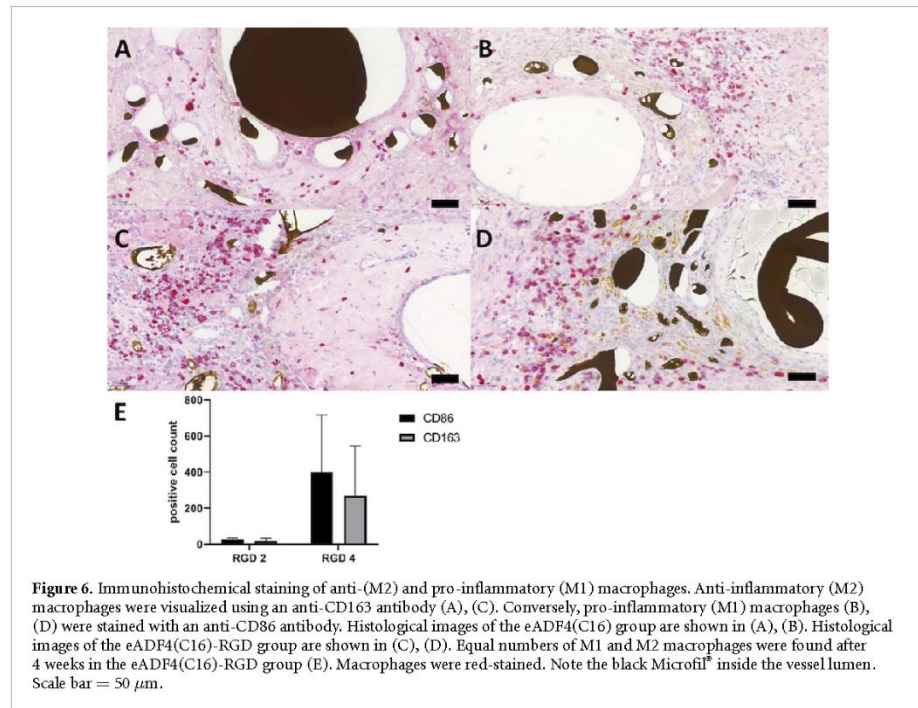 A
B
C
D
E
800
600
400
200
0
positive cell count
CD86
CD163
RGD 2
RGD 4
Figure 6. Immunohistochemical staining of anti-(M2) and pro-inflammatory (M1) macrophages. Anti-inflammatory (M2)
macrophages were visualized using an anti-CD163 antibody (A), (C). Conversely, pro-inflammatory (M1) macrophages (B),
(D) were stained with an anti-CD86 antibody. Histological images of the eADF4(C16) group are shown in (A), (B). Histological
images of the eADF4(C16)-RGD group are shown in (C), (D). Equal numbers of M1 and M2 macrophages were found after
4 weeks in the eADF4(C16)-RGD group (E). Macrophages were red-stained. Note the black Microfil® inside the vessel lumen.
Scale bar = 50 μm.